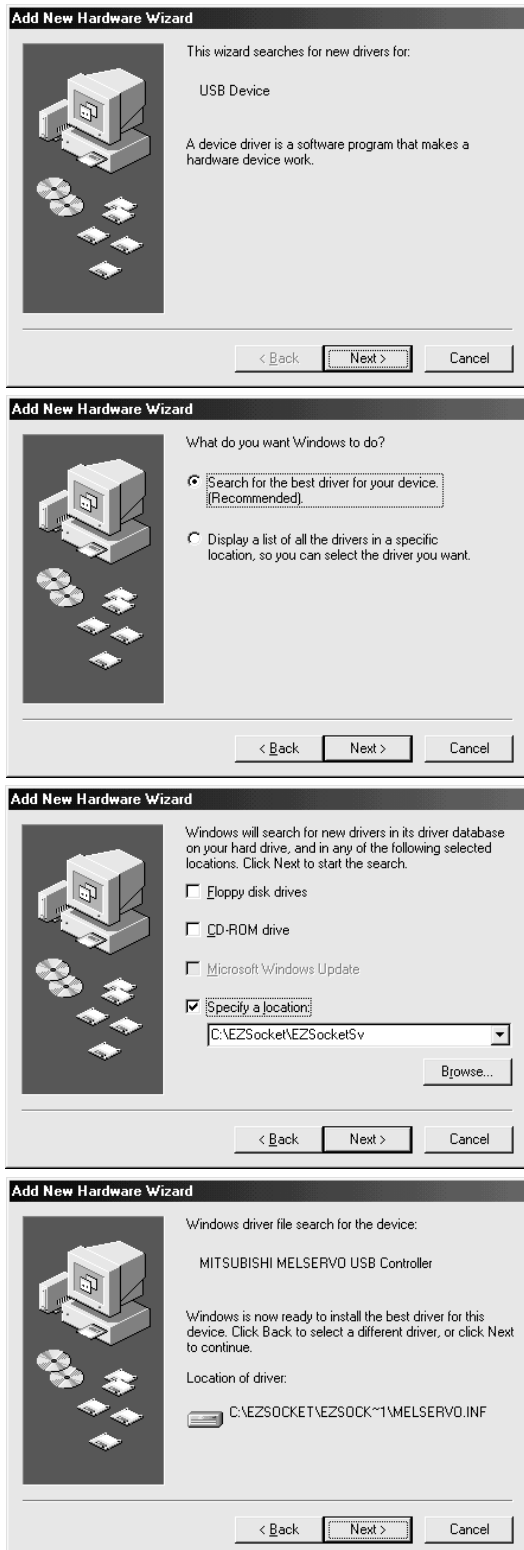 Add New Hardware Wizard
This wizard searches for new drivers for:
USB Device
A device driver is a software program that makes a
hardware device work.
< Back
Next >
Cancel
Add New Hardware Wizard
What do you want Windows to do?
Search for the best driver for your device.
(Recommended).
Display a list of all the drivers in a specific
location, so you can select the driver you want.
< Back
Next >
Cancel
Add New Hardware Wizard
Windows will search for new drivers in its driver database
on your hard drive, and in any of the following selected
locations. Click Next to start the search.
Floppy disk drives
CD-ROM drive
Microsoft Windows Update
Specify a location:
C:\EZSocket\EZSocketSv
Browse...
< Back
Next >
Cancel
Add New Hardware Wizard
Windows driver file search for the device:
MITSUBISHI MELSERVO USB Controller
Windows is now ready to install the best driver for this
device. Click Back to select a different driver, or click Next
to continue.
Location of driver:
C:\EZSOCKET\EZSOCK~1\MELSERVO.INF
< Back
Next >
Cancel